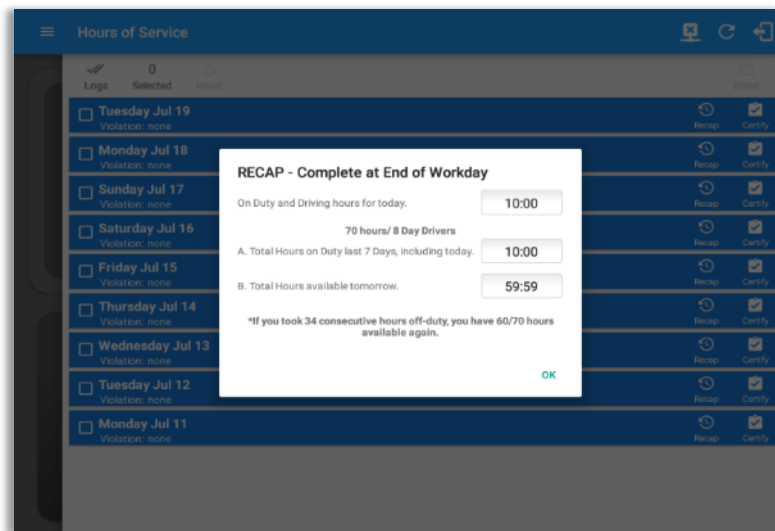 Hours of Service
0
Logs Selected Reset Email
Tuesday Jul 19
Violation: none
Recap Certify
Monday Jul 18
Violation: none
Recap Certify
Sunday Jul 17
Violation: none
Recap Certify
Saturday Jul 16
Violation: none
Recap Certify
Friday Jul 15
Violation: none
Recap Certify
Thursday Jul 14
Violation: none
Recap Certify
Wednesday Jul 13
Violation: none
Recap Certify
Tuesday Jul 12
Violation: none
Recap Certify
Monday Jul 11
Violation: none
Recap Certify
RECAP - Complete at End of Workday
On Duty and Driving hours for today. 10:00
70 hours/ 8 Day Drivers
A. Total Hours on Duty last 7 Days, including today. 10:00
B. Total Hours available tomorrow. 59:59
*If you took 34 consecutive hours off-duty, you have 60/70 hours
available again.
OK